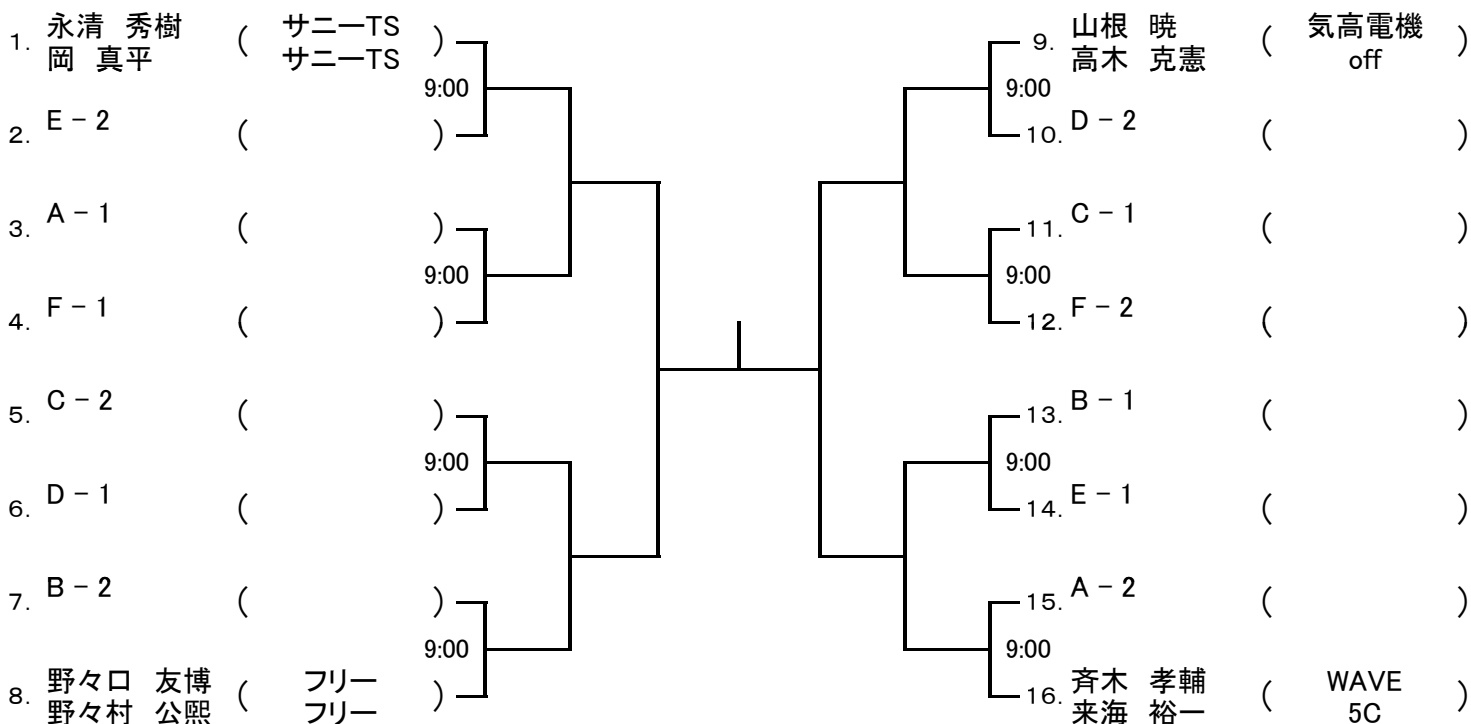 1. 永清 秀樹 ( サニーTS )
岡 真平 サニーTS
9:00
2. E - 2 ( )
3. A - 1 ( )
9:00
4. F - 1 ( )
5. C - 2 ( )
9:00
6. D - 1 ( )
7. B - 2 ( )
9:00
8. 野々口 友博 ( フリー )
野々村 公熙 フリー
9. 山根 暁 ( 気高電機 )
高木 克憲 off
9:00
10. D - 2 ( )
11. C - 1 ( )
9:00
12. F - 2 ( )
13. B - 1 ( )
9:00
14. E - 1 ( )
15. A - 2 ( )
9:00
16. 斉木 孝輔 ( WAVE )
来海 裕一 5C